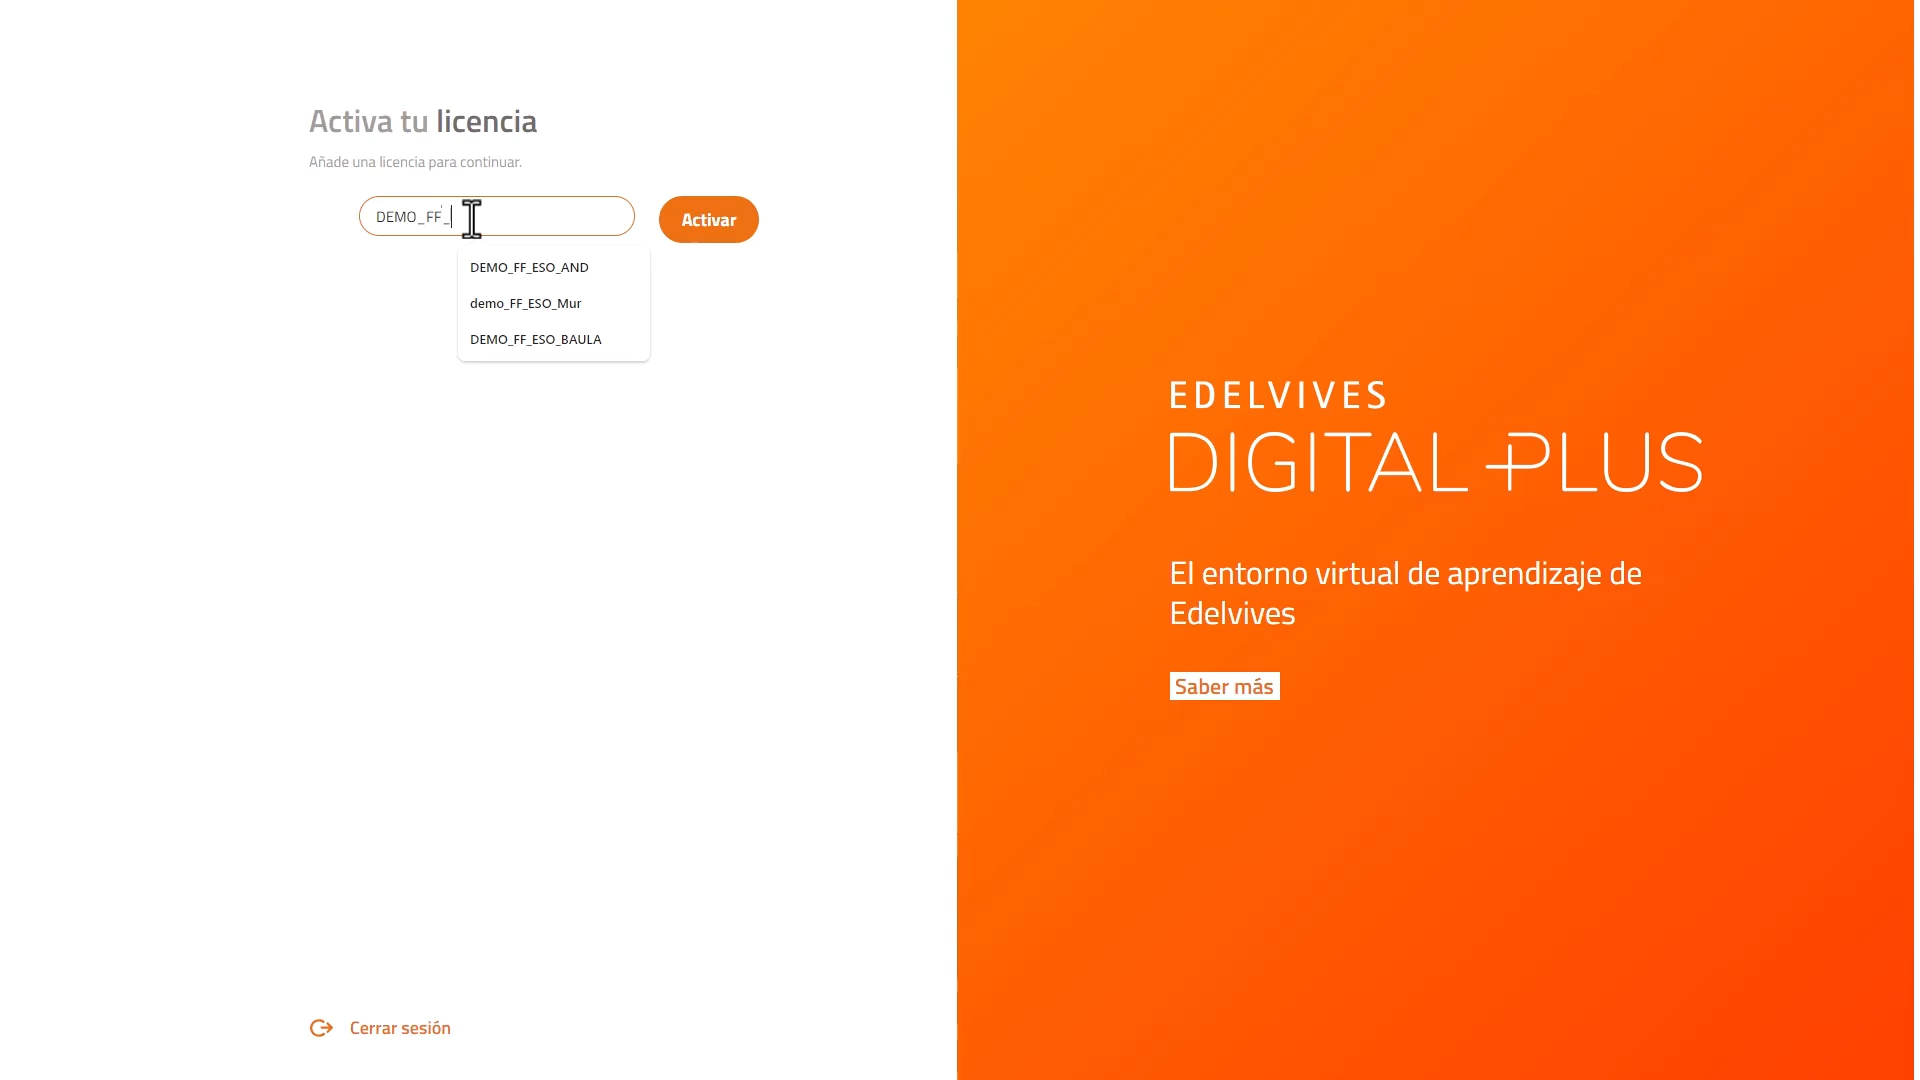 Activa tu licencia
Añade una licencia para continuar.
DEMO_FF_
Activar
DEMO_FF_ESO_AND
demo_FF_ESO_Mur
DEMO_FF_ESO_BAULA
Cerrar sesión
EDELVIVES
DIGITAL PLUS
El entorno virtual de aprendizaje de
Edelvives
Saber más